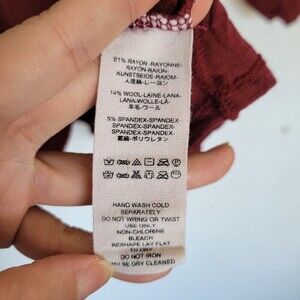 81% RAYON-RAYONNE-
RAYON-RAION-
KUNSTSEIDE-RAION-
人造絲-レーヨン
14% WOOL-LAINE-LANA-
LANA-WOLLE-LÃ-
羊毛-ウール
5% SPANDEX-SPANDEX-
SPANDEX-SPANDEX-
SPANDEX-SPANDEX-
氨綸-ポリウレタン
HAND WASH COLD
SEPARATELY
DO NOT WRING OR TWIST
USE ONLY
NON-CHLORINE
BLEACH
RESHAPE LAY FLAT
TO DRY
DO NOT IRON
MAY BE DRY CLEANED